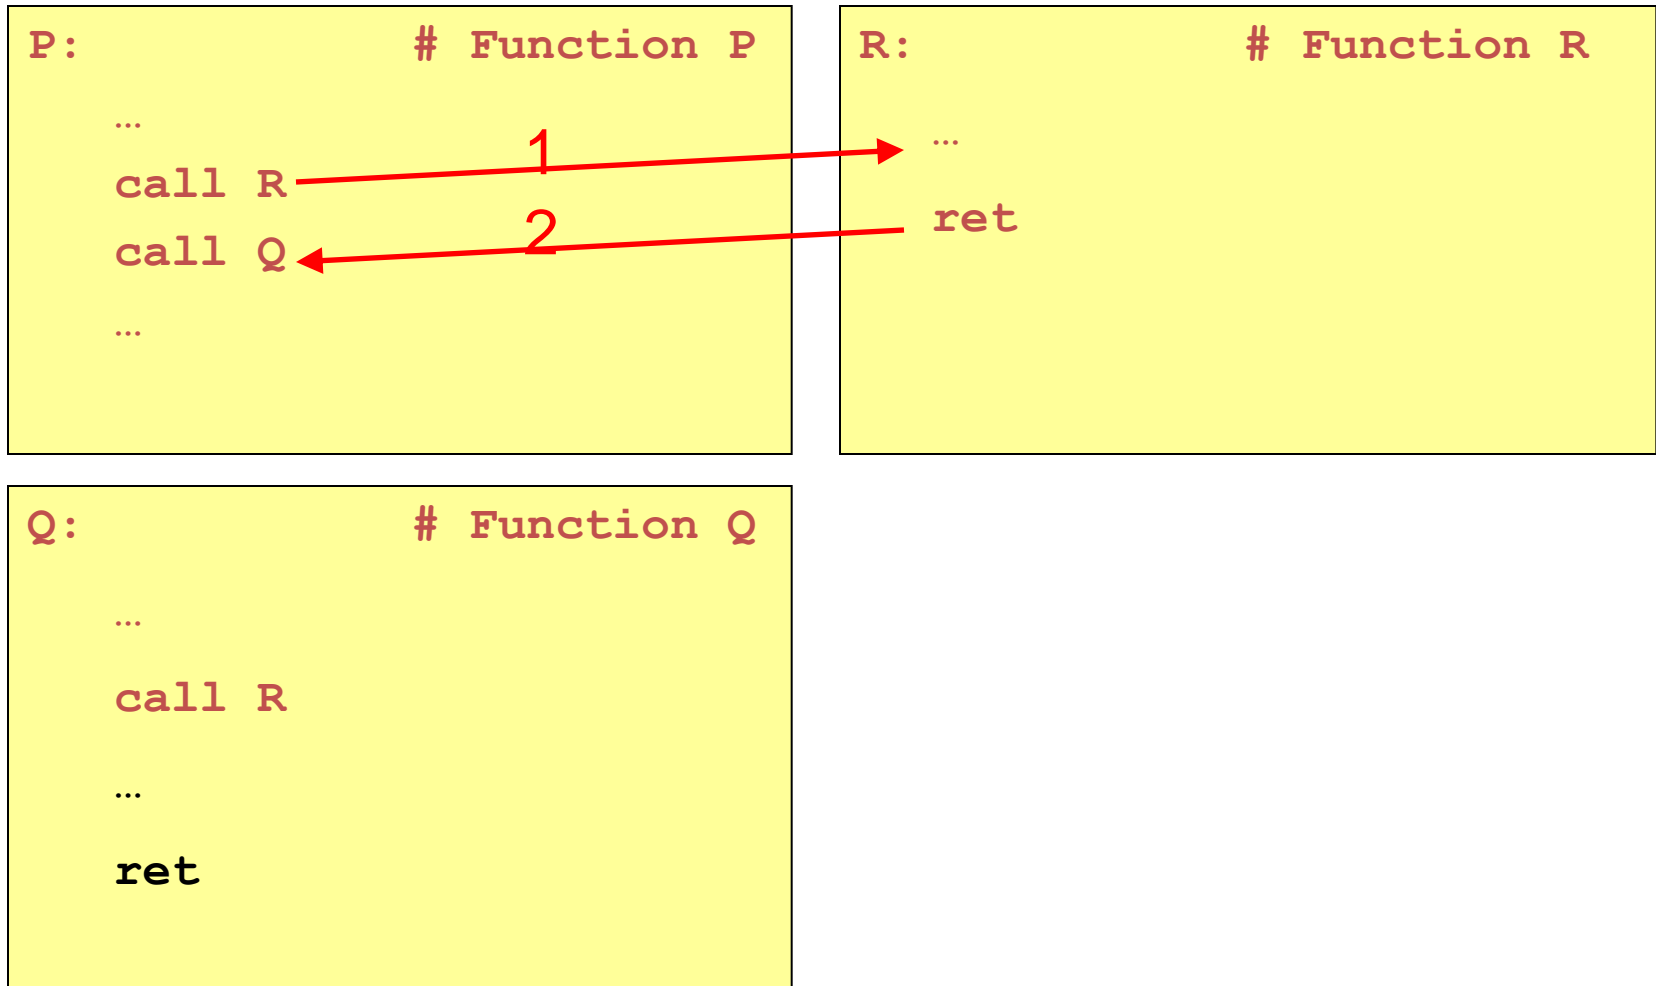 P: # Function P
…
call R
call Q
…
1
2
R: # Function R
…
ret
Q: # Function Q
…
call R
…
ret